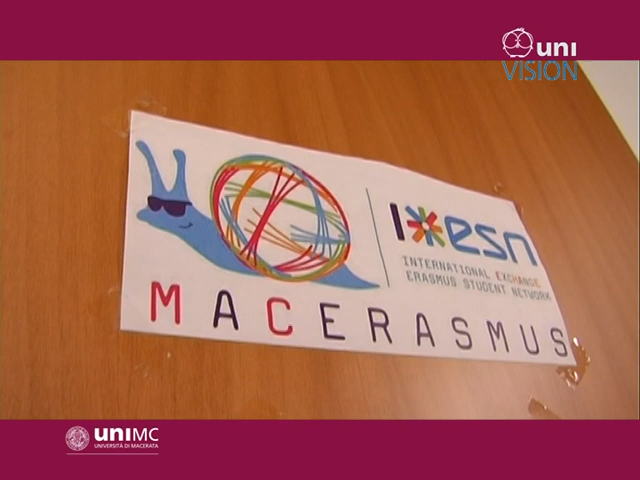 uni
VISION
I*esn
INTERNATIONAL EXCHANGE
ERASMUS STUDENT NETWORK
MACERASMUS
uniMC
UNIVERSITÀ DI MACERATA